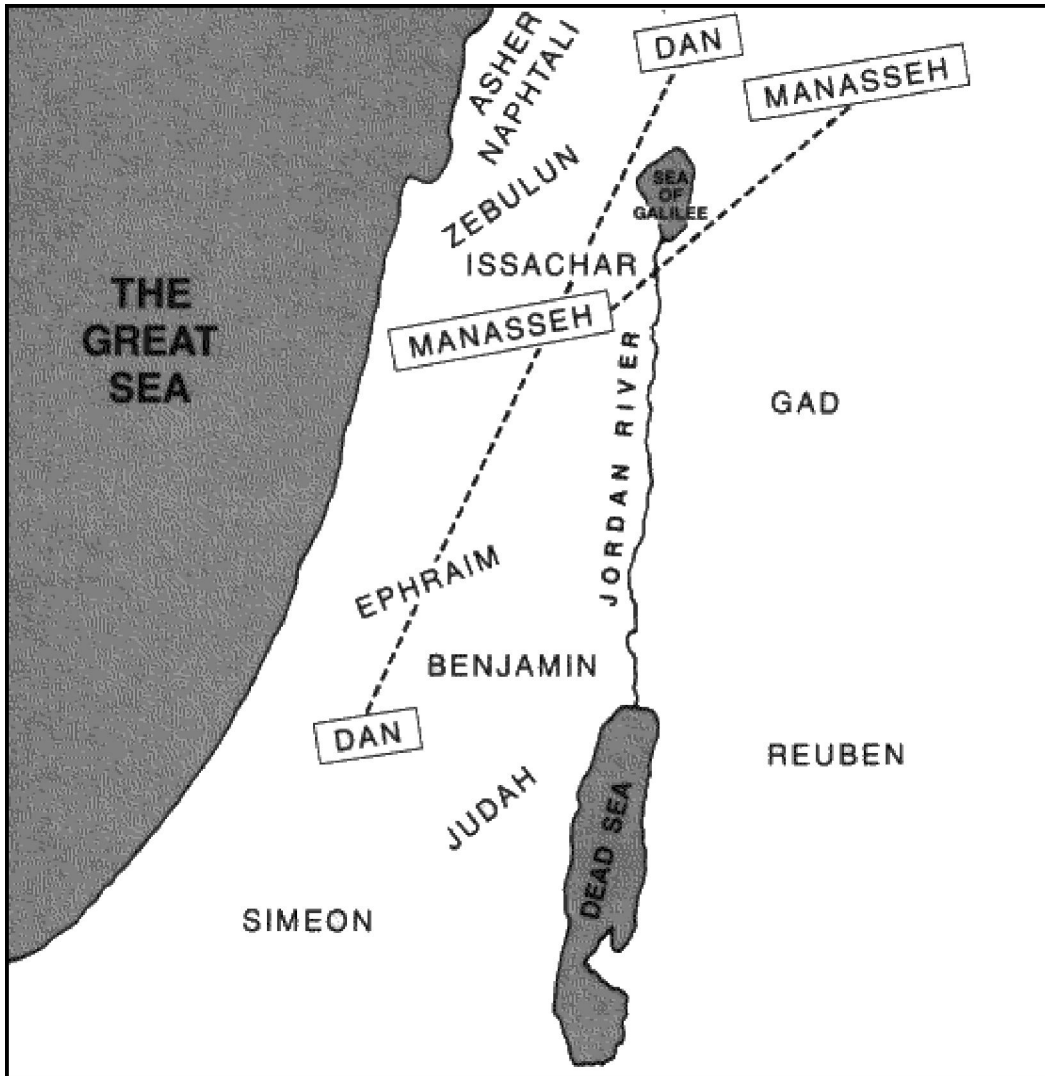 ASHER
NAPHTALI
DAN
MANASSEH
ZEBULUN
SEA
OF
GALILEE
ISSACHAR
THE
GREAT
SEA
MANASSEH
JORDAN RIVER
GAD
EPHRAIM
BENJAMIN
DAN
REUBEN
JUDAH
DEAD SEA
SIMEON